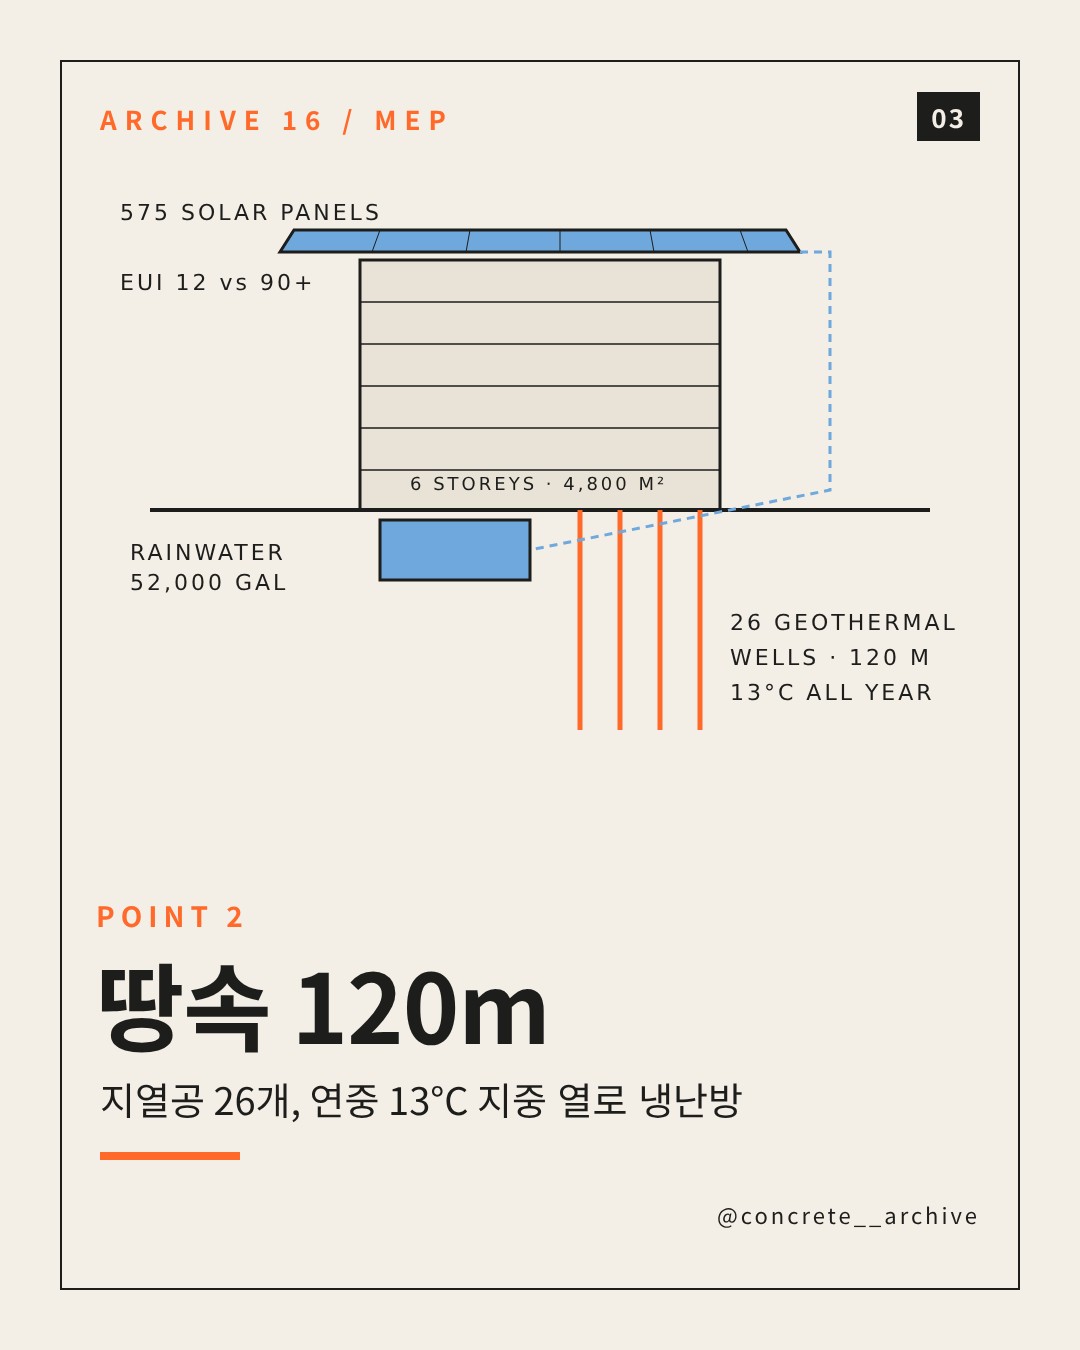 ARCHIVE 16 / MEP
03
575 SOLAR PANELS
EUI 12 vs 90+
6 STOREYS · 4,800 M²
RAINWATER
52,000 GAL
26 GEOTHERMAL
WELLS · 120 M
13°C ALL YEAR
POINT 2
땅속 120m
지열공 26개, 연중 13°C 지중 열로 냉난방
@concrete__archive